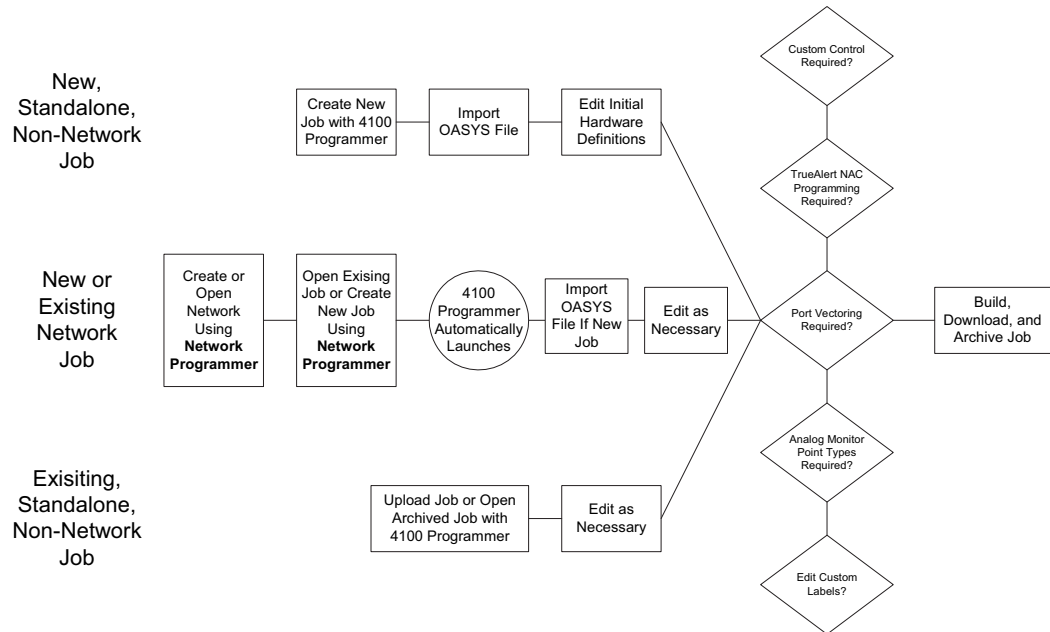 New,
Standalone,
Non-Network
Job
Create New
Job with 4100
Programmer
Import
OASYS File
Edit Initial
Hardware
Definitions
Custom Control
Required?
TrueAlert NAC
Programming
Required?
New or
Existing
Network
Job
Create or
Open
Network
Using
Network
Programmer
Open Exising
Job or Create
New Job
Using
Network
Programmer
4100
Programmer
Automatically
Launches
Import
OASYS
File If New
Job
Edit as
Necessary
Port Vectoring
Required?
Build,
Download, and
Archive Job
Analog Monitor
Point Types
Required?
Exisiting,
Standalone,
Non-Network
Job
Upload Job or Open
Archived Job with
4100 Programmer
Edit as
Necessary
Edit Custom
Labels?